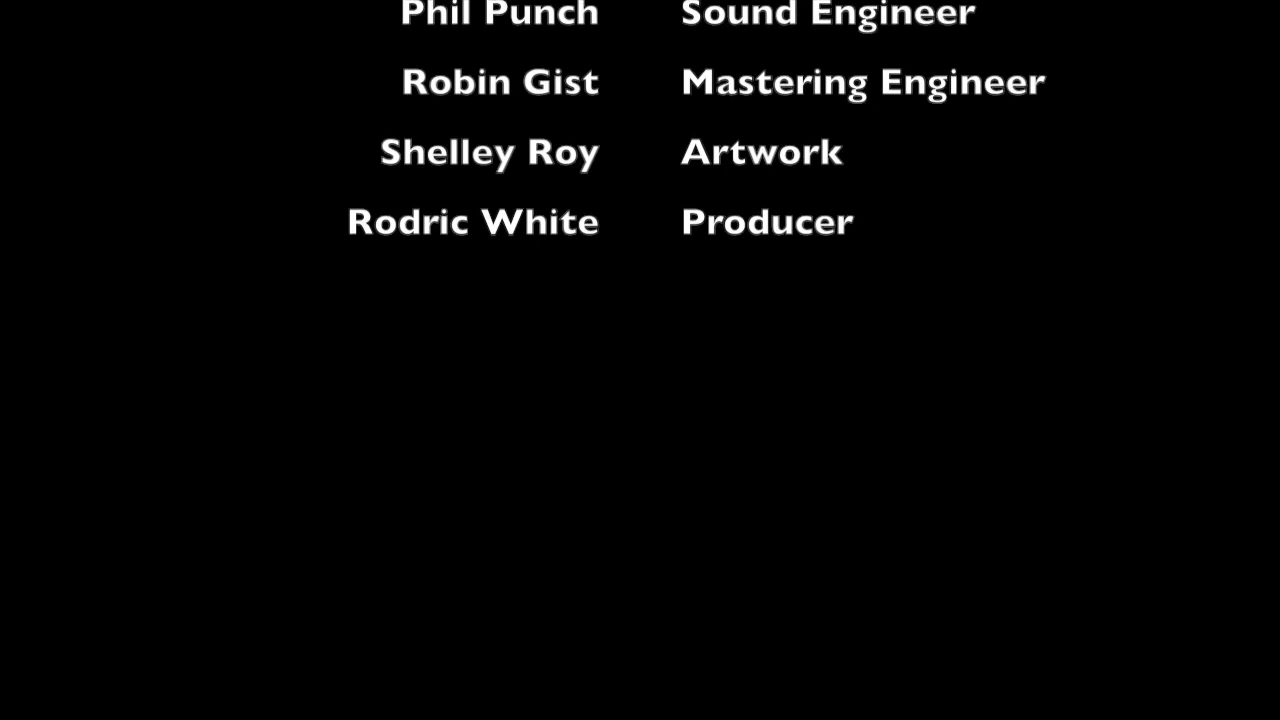 Phil Punch Sound Engineer
Robin Gist Mastering Engineer
Shelley Roy Artwork
Rodric White Producer